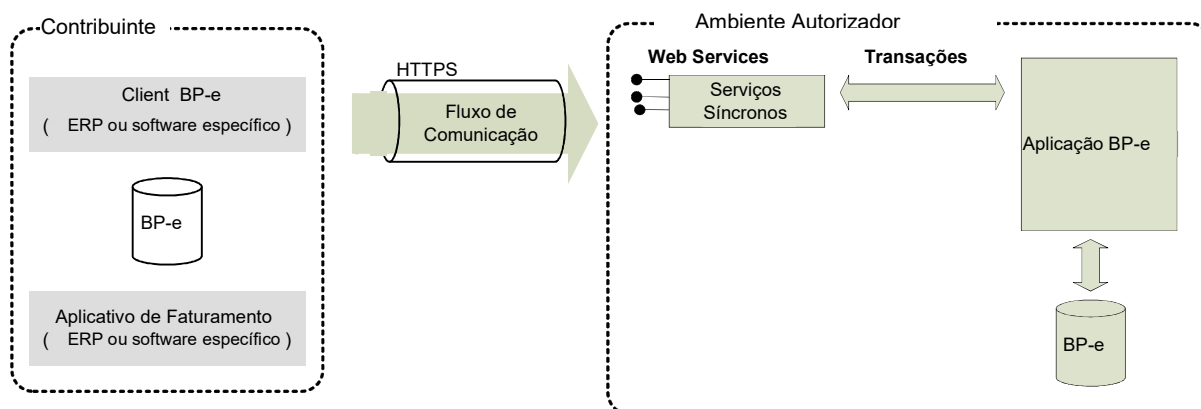 Contribuinte
Client BP-e
( ERP ou software específico )
BP-e
Aplicativo de Faturamento
( ERP ou software específico )
HTTPS
Fluxo de
Comunicação
Ambiente Autorizador
Web Services
Serviços
Síncronos
Transações
Aplicação BP-e
BP-e